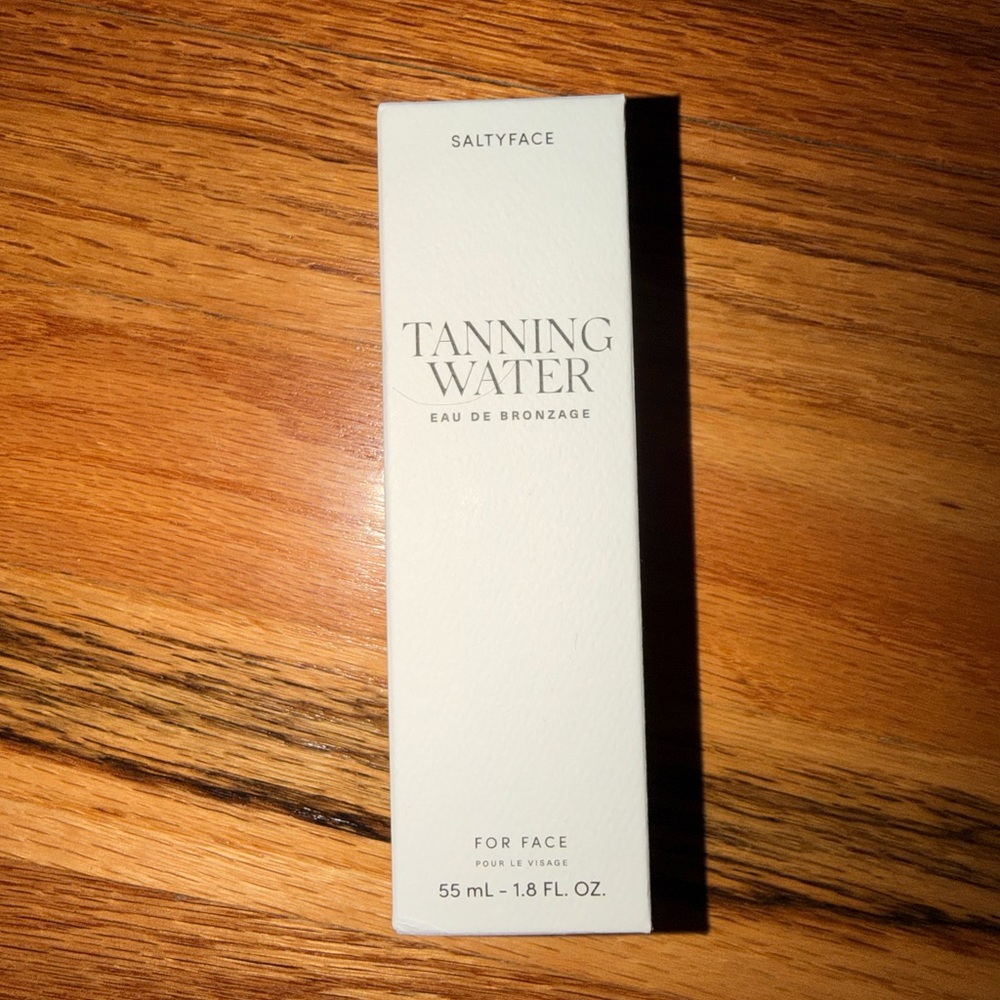 SALTYFACE
TANNING
WATER
EAU DE BRONZAGE
FOR FACE
POUR LE VISAGE
55 mL – 1.8 FL. OZ.